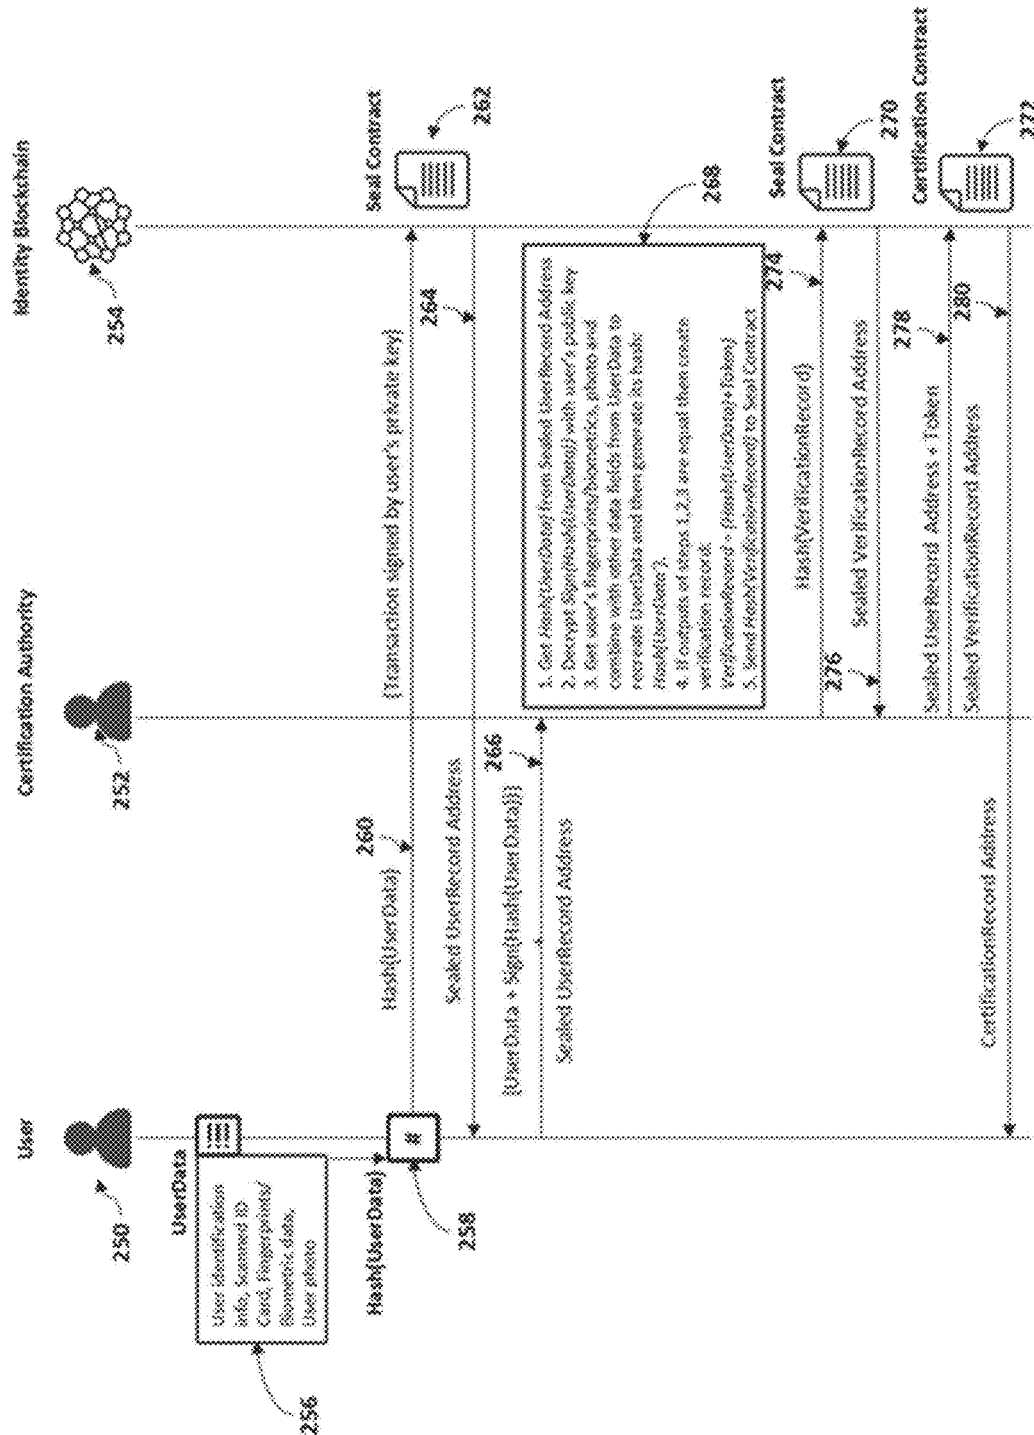 User
Certification Authority
Identity Blockchain
250
252
254
UserData
User identification
info, Scanned ID
Card, Fingerprints/
Biometric data,
User photo
256
Hash(UserData)
#
258
Hash(UserData)
260
[Transaction signed by user's private key]
Seal Contract
262
Sealed UserRecord Address
264
[UserData + Sign(Hash(UserData))]
266
Sealed UserRecord Address
1. Get Hash(UserData) from Sealed UserRecord Address
2. Decrypt Sign(Hash(UserData)) with user's public key
3. Get user's fingerprints/biometrics, photo and
combine with other data fields from UserData to
recreate UserData and then generate its hash:
Hash(UserData').
4. If outputs of steps 1,2,3 are equal then create
verification record:
VerificationRecord = (Hash(UserData)+Token)
5. Send Hash(VerificationRecord) to Seal Contract
268
Hash(VerificationRecord)
274
Seal Contract
270
276
Sealed VerificationRecord Address
Sealed UserRecord Address + Token
278
Sealed VerificationRecord Address
Certification Contract
272
280
CertificationRecord Address